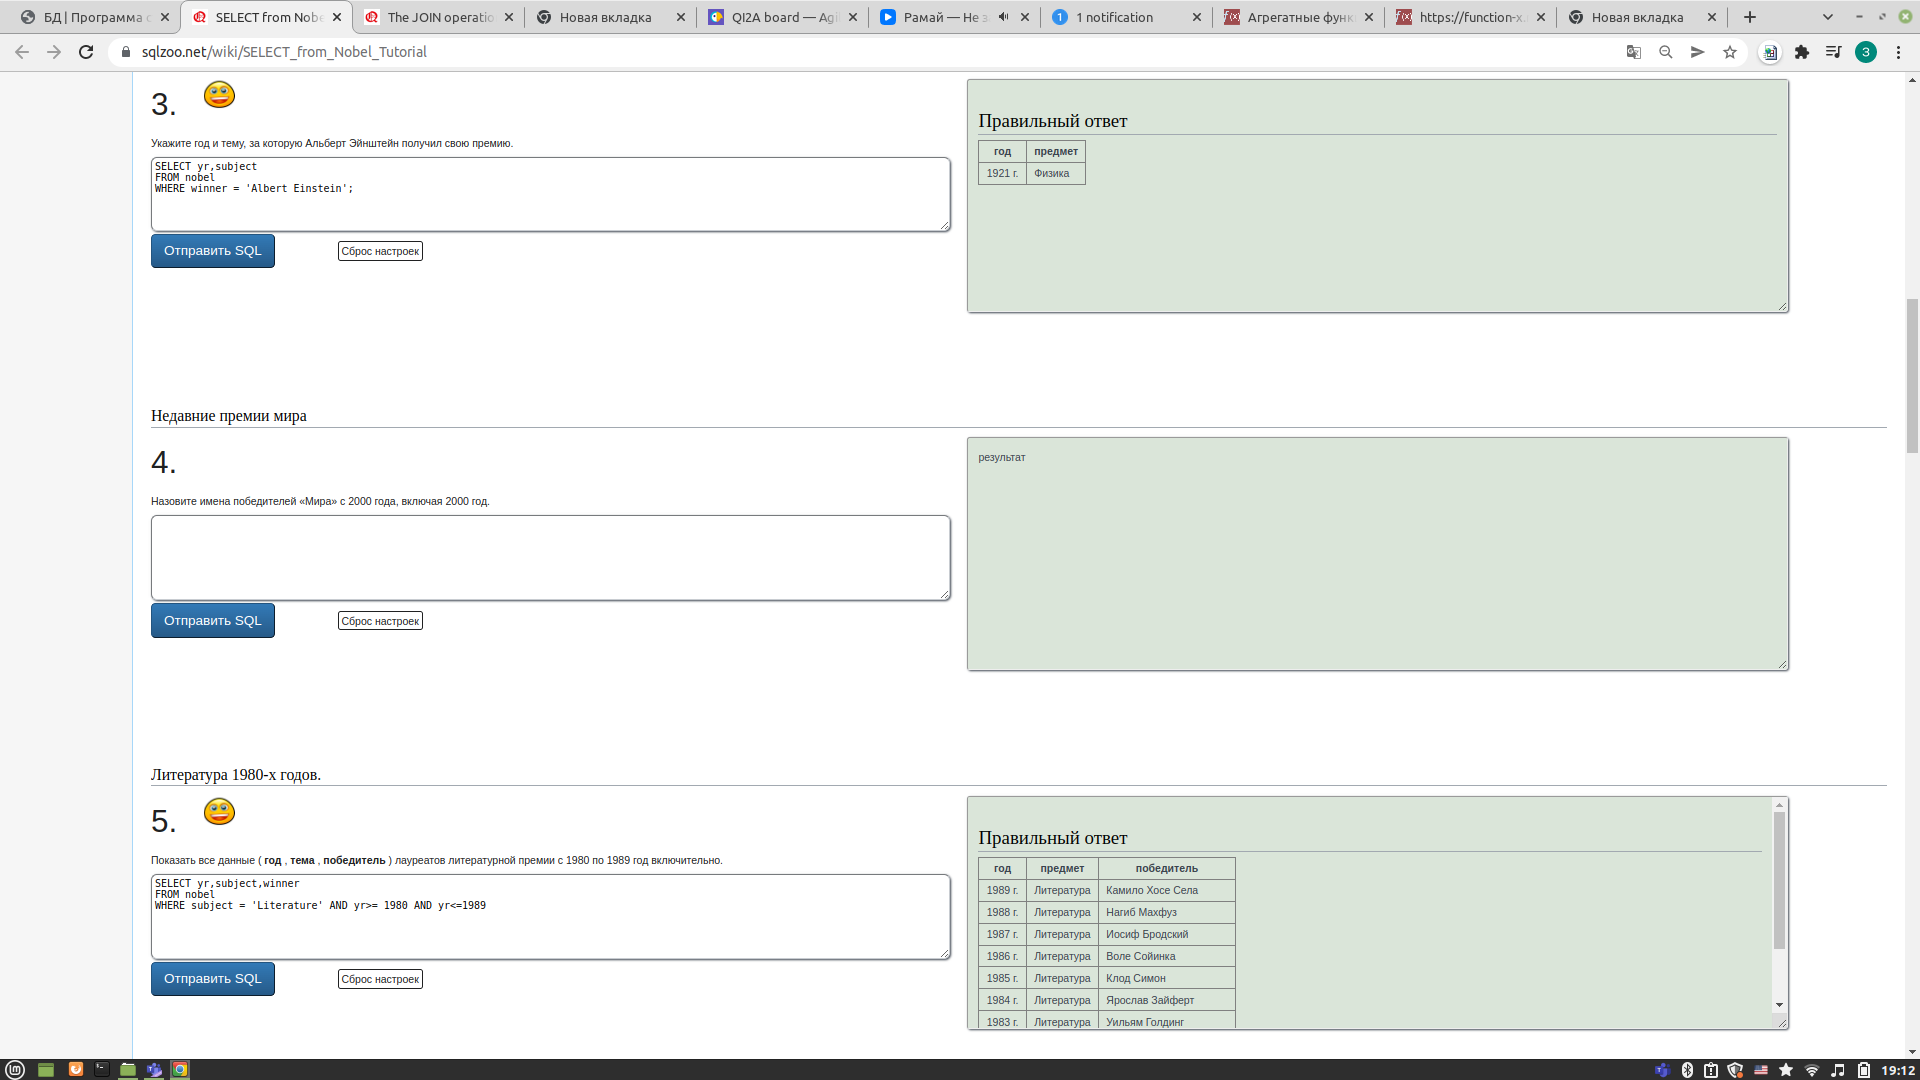 БД | Программа
SELECT from Nob
The JOIN operatio
Новая вкладка
QI2A board — Agi
Рамай — Не з
1 notification
Агрегатные функ
https://function-x
Новая вкладка
sqlzoo.net/wiki/SELECT_from_Nobel_Tutorial
З
3.
Укажите год и тему, за которую Альберт Эйнштейн получил свою премию.
SELECT yr,subject
FROM nobel
WHERE winner = 'Albert Einstein';
Отправить SQL
Сброс настроек
Правильный ответ
год предмет
1921 г. Физика
Недавние премии мира
4.
Назовите имена победителей «Мира» с 2000 года, включая 2000 год.
Отправить SQL
Сброс настроек
результат
Литература 1980-х годов.
5.
Показать все данные ( год , тема , победитель ) лауреатов литературной премии с 1980 по 1989 год включительно.
SELECT yr,subject,winner
FROM nobel
WHERE subject = 'Literature' AND yr>= 1980 AND yr<=1989
Отправить SQL
Сброс настроек
Правильный ответ
год предмет победитель
1989 г. Литература Камило Хосе Села
1988 г. Литература Нагиб Махфуз
1987 г. Литература Иосиф Бродский
1986 г. Литература Воле Сойинка
1985 г. Литература Клод Симон
1984 г. Литература Ярослав Зайферт
1983 г. Литература Уильям Голдинг
19:12